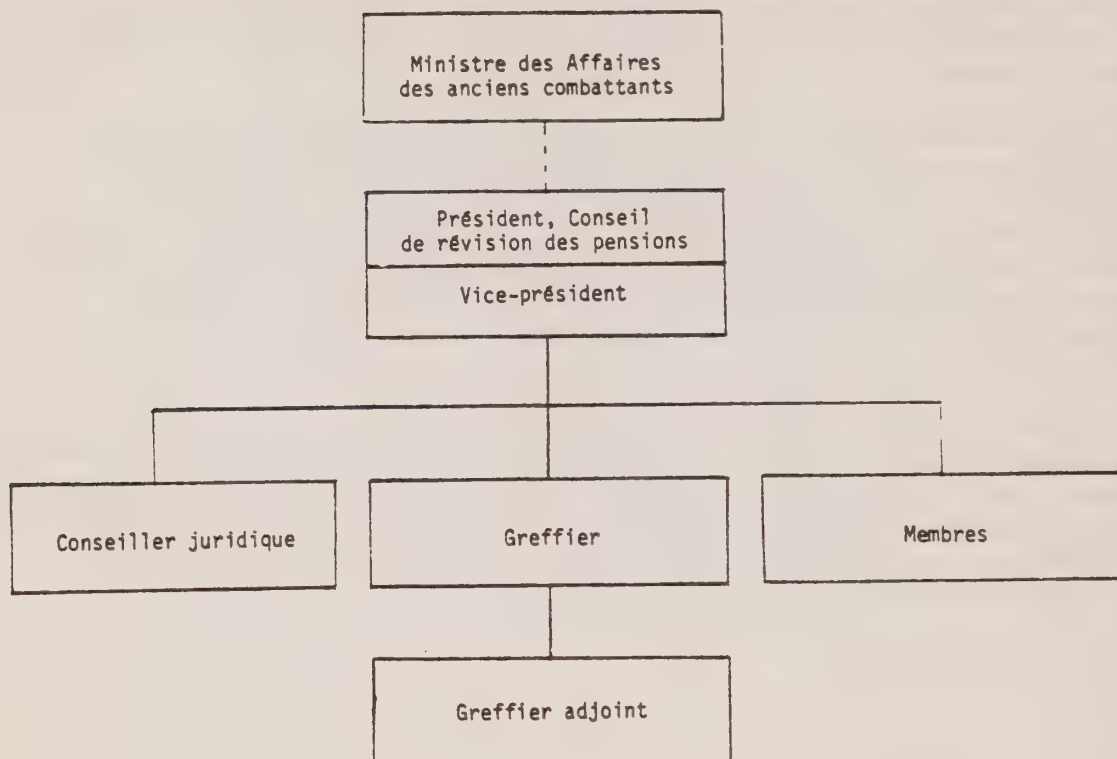 Ministre des Affaires
des anciens combattants
Président, Conseil
de révision des pensions
Vice-président
Conseiller juridique
Greffier
Membres
Greffier adjoint